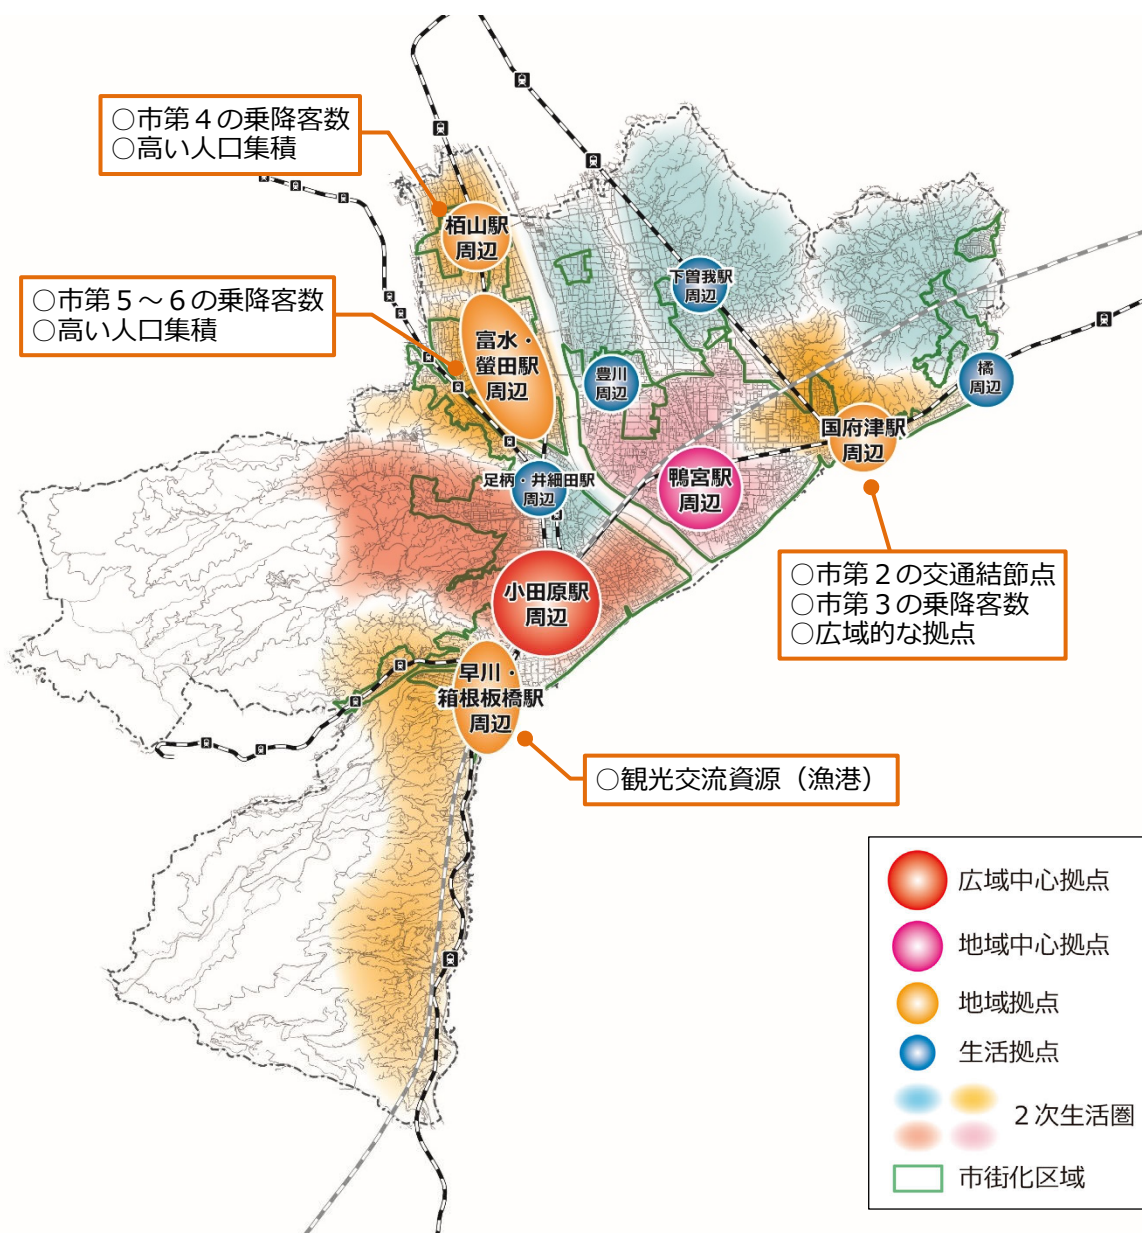 ○市第４の乗降客数
○高い人口集積
栢山駅
周辺
○市第５～６の乗降客数
○高い人口集積
下曽我駅
周辺
富水・
螢田駅
周辺
豊川
周辺
橘
周辺
国府津駅
周辺
足柄・井細田駅
周辺
鴨宮駅
周辺
○市第２の交通結節点
○市第３の乗降客数
○広域的な拠点
小田原駅
周辺
早川・
箱根板橋駅
周辺
○観光交流資源（漁港）
広域中心拠点
地域中心拠点
地域拠点
生活拠点
２次生活圏
市街化区域